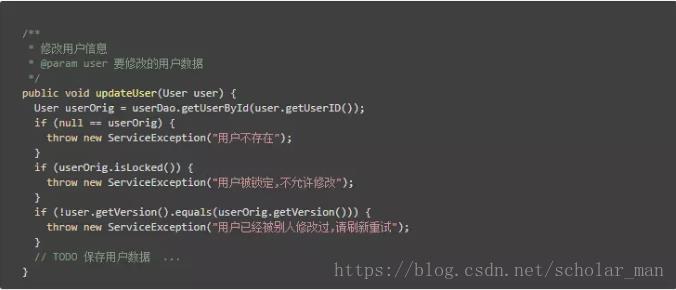 /**
 * 修改用户信息
 * @param user 要修改的用户数据
 */
public void updateUser(User user) {
  User userOrig = userDao.getUserById(user.getUserID());
  if (null == userOrig) {
    throw new ServiceException("用户不存在");
  }
  if (userOrig.isLocked()) {
    throw new ServiceException("用户被锁定,不允许修改");
  }
  if (!user.getVersion().equals(userOrig.getVersion())) {
    throw new ServiceException("用户已经被别人修改过,请刷新重试");
  }
  // TODO 保存用户数据  ...
}
https://blog.csdn.net/scholar_man